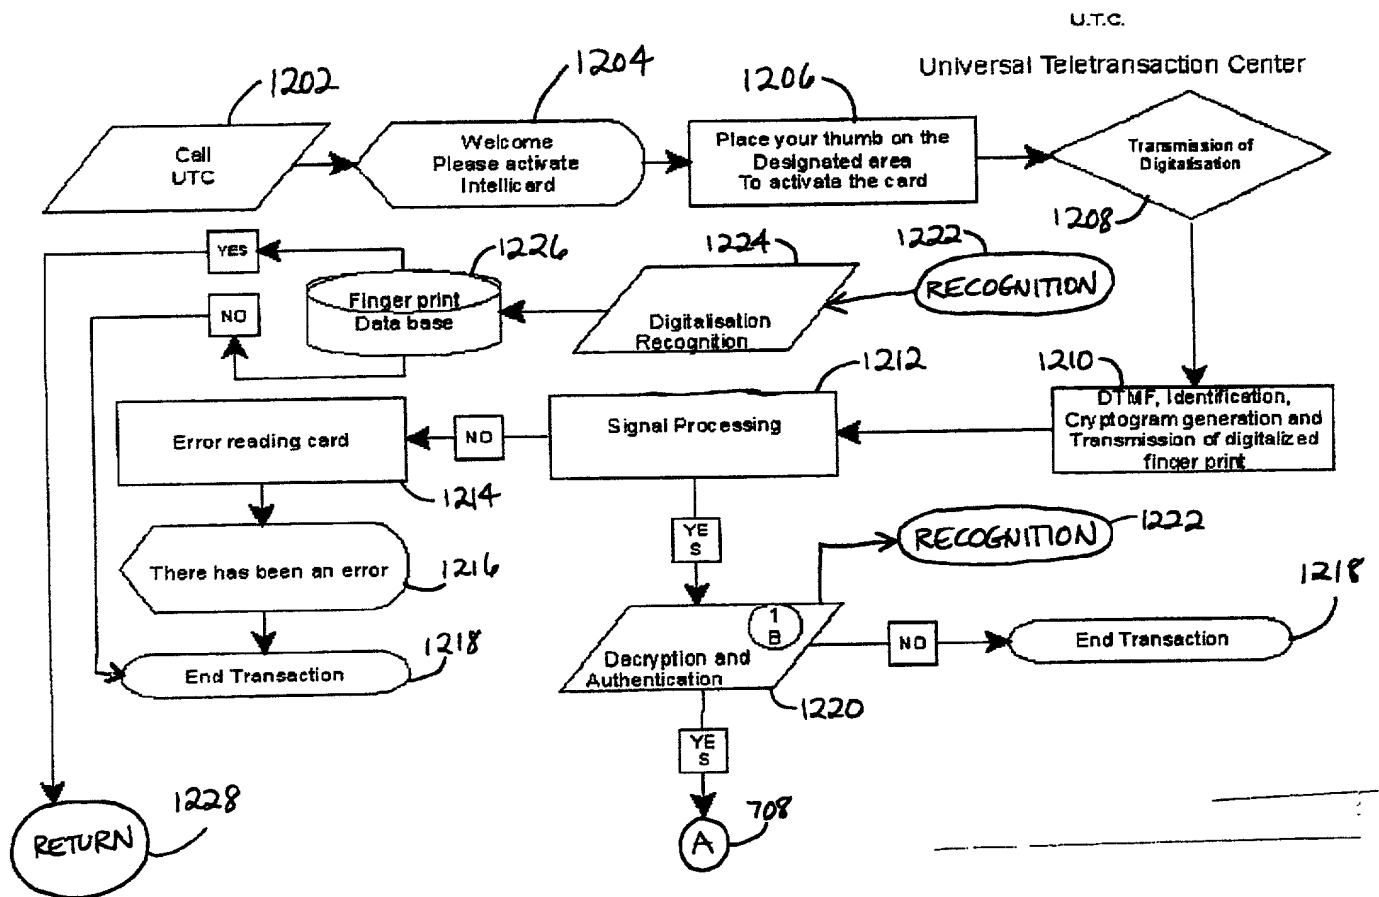 U.T.C.
Universal Teletransaction Center
1202
1204
1206
Call
UTC
Welcome
Please activate
Intellicard
Place your thumb on the
Designated area
To activate the card
Transmission of
Digitalisation
1208
YES
1226
1224
1222
RECOGNITION
Finger print
Data base
NO
Digitalisation
Recognition
1212
1210
DTMF, Identification,
Cryptogram generation and
Transmission of digitalized
finger print
Signal Processing
NO
Error reading card
1214
YE
S
RECOGNITION
1222
There has been an error
1216
1218
1
B
Decryption and
Authentication
NO
End Transaction
End Transaction
1218
1220
YE
S
1228
RETURN
A
708